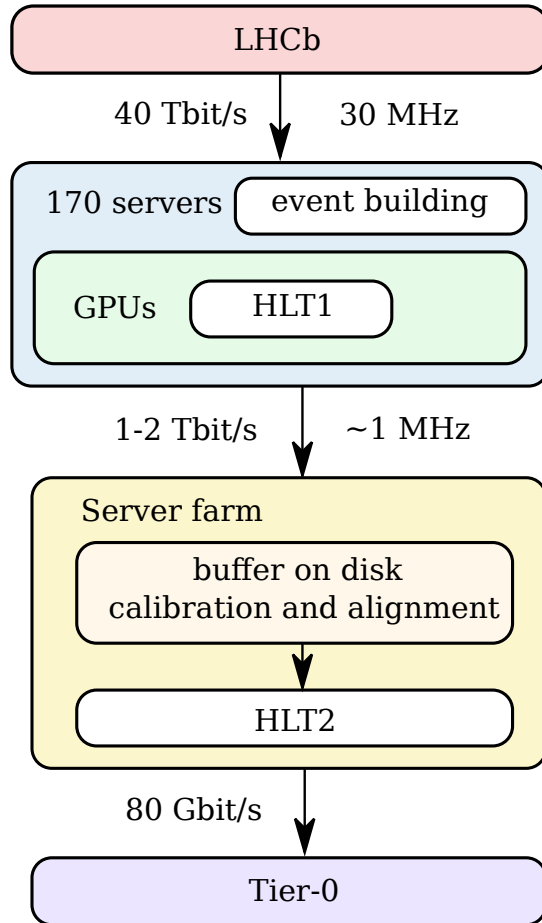 LHCb
40 Tbit/s 30 MHz
170 servers event building
GPUs HLT1
1-2 Tbit/s ~1 MHz
Server farm
buffer on disk
calibration and alignment
HLT2
80 Gbit/s
Tier-0